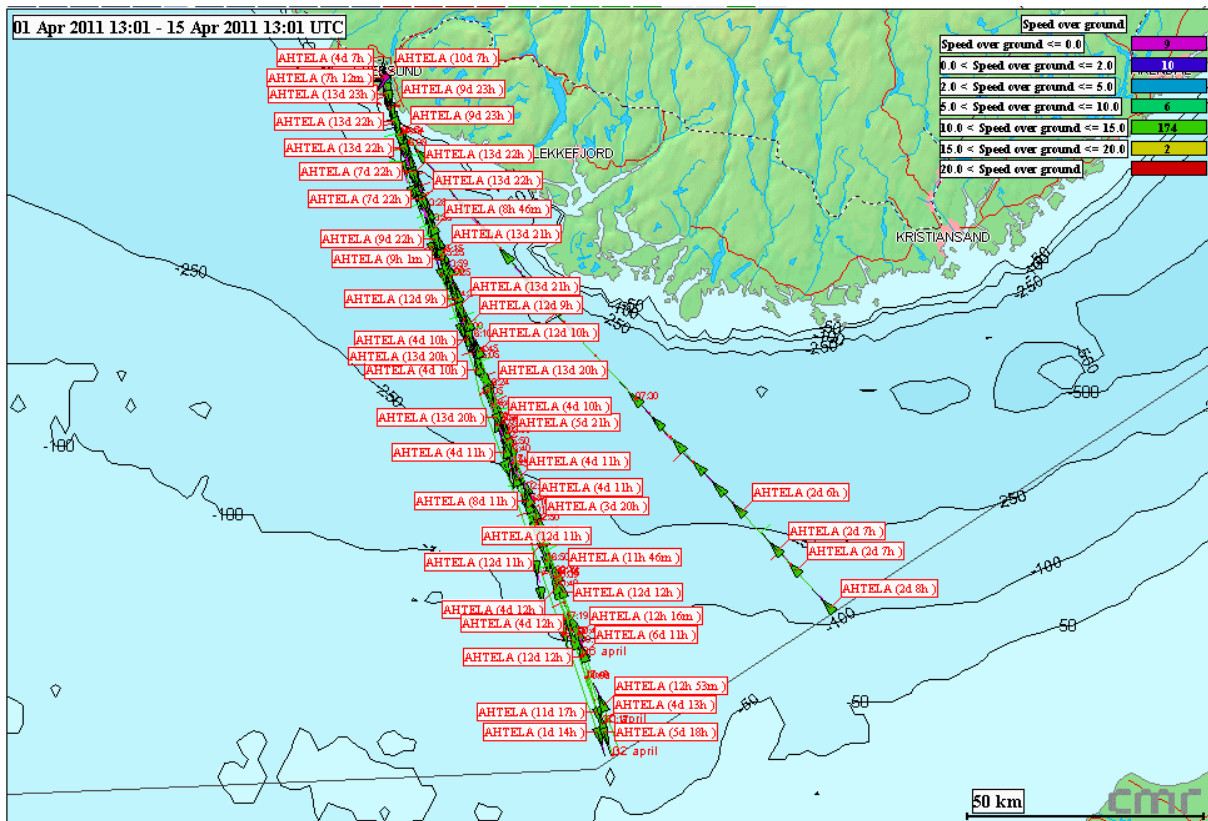 01 Apr 2011 13:01 - 15 Apr 2011 13:01 UTC
Speed over ground
Speed over ground <= 0.0
9
0.0 < Speed over ground <= 2.0
10
2.0 < Speed over ground <= 5.0
5.0 < Speed over ground <= 10.0
6
10.0 < Speed over ground <= 15.0
174
15.0 < Speed over ground <= 20.0
2
20.0 < Speed over ground
AHTELA (4d 7h )
AHTELA (10d 7h )
AHTELA (7h 12m )
AHTELA (9d 23h )
AHTELA (13d 23h )
AHTELA (9d 23h )
AHTELA (13d 22h )
AHTELA (13d 22h )
AHTELA (13d 22h )
LEKKEFJORD
AHTELA (7d 22h )
AHTELA (13d 22h )
AHTELA (7d 22h )
AHTELA (8h 46m )
AHTELA (9d 22h )
AHTELA (13d 21h )
KRISTIANSAND
AHTELA (9h 1m )
AHTELA (13d 21h )
AHTELA (12d 9h )
AHTELA (12d 9h )
AHTELA (4d 10h )
AHTELA (12d 10h )
AHTELA (13d 20h )
AHTELA (4d 10h )
AHTELA (13d 20h )
AHTELA (4d 10h )
AHTELA (13d 20h )
AHTELA (5d 21h )
07:00
AHTELA (4d 11h )
AHTELA (4d 11h )
AHTELA (8d 11h )
AHTELA (4d 11h )
AHTELA (3d 20h )
AHTELA (2d 6h )
AHTELA (12d 11h )
AHTELA (2d 7h )
AHTELA (12d 11h )
AHTELA (11h 46m )
AHTELA (2d 7h )
AHTELA (12d 12h )
AHTELA (2d 8h )
AHTELA (4d 12h )
AHTELA (12h 16m )
AHTELA (4d 12h )
AHTELA (6d 11h )
AHTELA (12d 12h )
AHTELA (12h 53m )
AHTELA (11d 17h )
AHTELA (4d 13h )
AHTELA (1d 14h )
AHTELA (5d 18h )
-250
-250
-100
-100
-50
-100
-250
-50
-100
-250
-500
-500
250
-100
-100
50
-50
-50
50 km
cmr